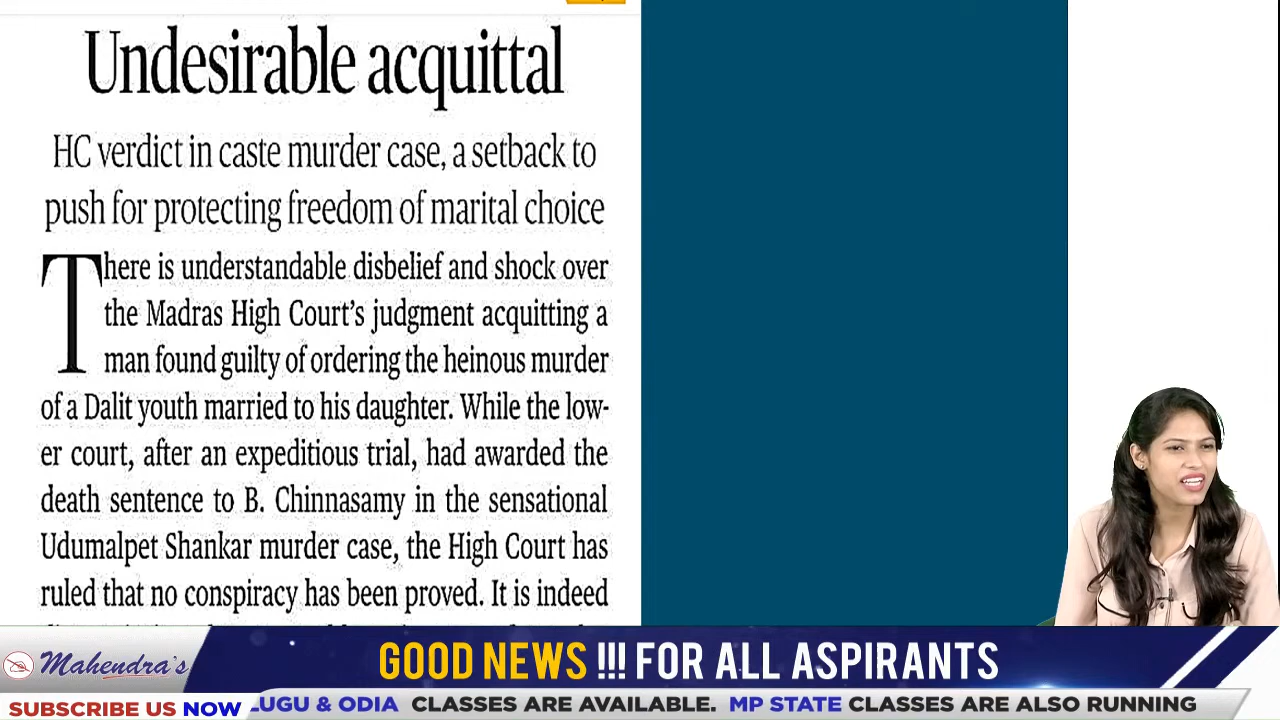 Undesirable acquittal
HC verdict in caste murder case, a setback to
push for protecting freedom of marital choice
There is understandable disbelief and shock over
the Madras High Court's judgment acquitting a
man found guilty of ordering the heinous murder
of a Dalit youth married to his daughter. While the low-
er court, after an expeditious trial, had awarded the
death sentence to B. Chinnasamy in the sensational
Udumalpet Shankar murder case, the High Court has
ruled that no conspiracy has been proved. It is indeed
Mahendra's
GOOD NEWS !!! FOR ALL ASPIRANTS
SUBSCRIBE US NOW
LUGU & ODIA CLASSES ARE AVAILABLE. MP STATE CLASSES ARE ALSO RUNNING